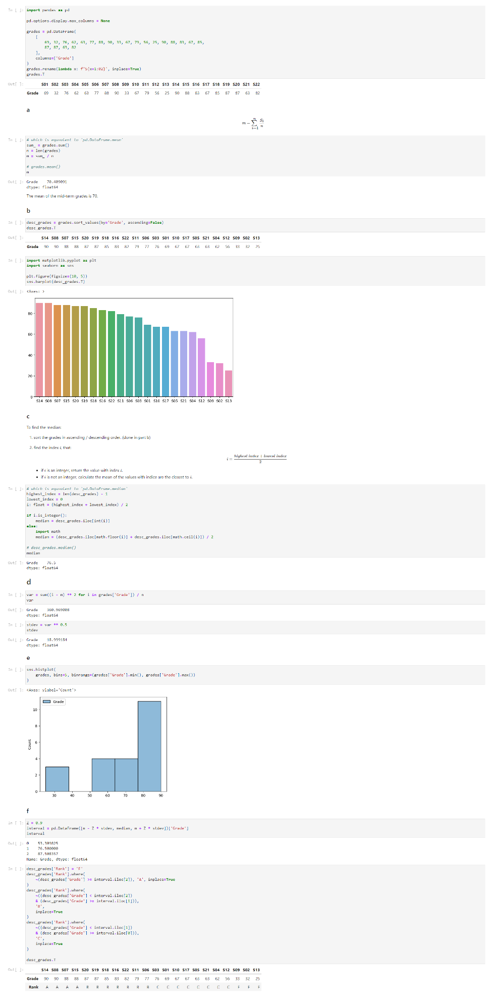 In [ ]: import pandas as pd
pd.options.display.max_columns = None
grades = pd.DataFrame(
[
69, 32, 76, 62, 63, 77, 88, 90, 33, 67, 79, 56, 25, 90, 88, 83, 67, 85,
87, 87, 63, 82
],
columns=['Grade']
)
grades.rename(lambda x: f'S{x+1:02}', inplace=True)
grades.T
Out[ ]: S01 S02 S03 S04 S05 S06 S07 S08 S09 S10 S11 S12 S13 S14 S15 S16 S17 S18 S19 S20 S21 S22
Grade 69 32 76 62 63 77 88 90 33 67 79 56 25 90 88 83 67 85 87 87 63 82
a
m = ∑ i=1 n Si/n
In [ ]: # which is equvalent to `pd.DataFrame.mean`
sum_ = grades.sum()
n = len(grades)
m = sum_ / n
# grades.mean()
m
Out[ ]: Grade 70.409091
dtype: float64
The mean of the mid-term grades is 70.
b
In [ ]: desc_grades = grades.sort_values(by='Grade', ascending=False)
desc_grades.T
Out[ ]: S14 S08 S07 S15 S20 S19 S18 S16 S22 S11 S06 S03 S01 S10 S17 S05 S21 S04 S12 S09 S02 S13
Grade 90 90 88 88 87 87 85 83 82 79 77 76 69 67 67 63 63 62 56 33 32 25
In [ ]: import matplotlib.pyplot as plt
import seaborn as sns
plt.figure(figsize=(10, 5))
sns.barplot(desc_grades.T)
Out[ ]: <Axes: >
80
60
40
20
0
S14 S08 S07 S15 S20 S19 S18 S16 S22 S11 S06 S03 S01 S10 S17 S05 S21 S04 S12 S09 S02 S13
c
To find the median:
1. sort the grades in ascending / descending order. (done in part b)
2. find the index i, that:
i = highest index + lowest index / 2
• if i is an integer, return the value with index i.
• if i is not an integer, calculate the mean of the values with indice are the closest to i.
In [ ]: # which is equvalent to `pd.DataFrame.median`
highest_index = len(desc_grades) - 1
lowest_index = 0
i: float = (highest_index + lowest_index) / 2
if i.is_integer():
median = desc_grades.iloc[int(i)]
else:
import math
median = (desc_grades.iloc[math.floor(i)] + desc_grades.iloc[math.ceil(i)]) / 2
# desc_grades.median()
median
Out[ ]: Grade 76.5
dtype: float64
d
In [ ]: var = sum((i - m) ** 2 for i in grades['Grade']) / n
var
Out[ ]: Grade 360.969008
dtype: float64
In [ ]: stdev = var ** 0.5
stdev
Out[ ]: Grade 18.999184
dtype: float64
e
In [ ]: sns.histplot(
grades, bins=5, binrange=(grades['Grade'].min(), grades['Grade'].max())
)
Out[ ]: <Axes: ylabel='Count'>
Grade
10
8
6
4
2
0
Count
30 40 50 60 70 80 90
f
In [ ]: Z = 0.9
interval = pd.DataFrame([m - Z * stdev, median, m + Z * stdev])['Grade']
interval
Out[ ]: 0 53.309825
1 76.500000
2 87.508357
Name: Grade, dtype: float64
In [ ]: desc_grades['Rank'] = 'F'
desc_grades['Rank'].where(
~(desc_grades['Grade'] >= interval.iloc[2]), 'A', inplace=True
)
desc_grades['Rank'].where(
~((desc_grades['Grade'] < interval.iloc[2])
& (desc_grades['Grade'] >= interval.iloc[1])),
'B',
inplace=True
)
desc_grades['Rank'].where(
~((desc_grades['Grade'] < interval.iloc[1])
& (desc_grades['Grade'] >= interval.iloc[0])),
'C',
inplace=True
)
desc_grades.T
Out[ ]: S14 S08 S07 S15 S20 S19 S18 S16 S22 S11 S06 S03 S01 S10 S17 S05 S21 S04 S12 S09 S02 S13
Grade 90 90 88 88 87 87 85 83 82 79 77 76 69 67 67 63 63 62 56 33 32 25
Rank A A A A B B B B B B B C C C C C C C C F F F